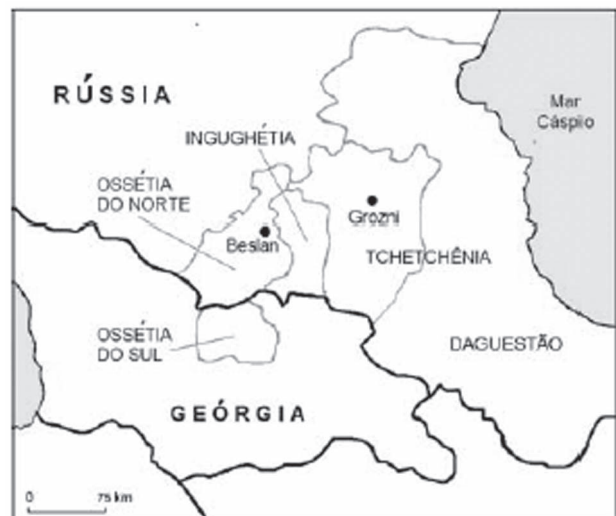 RÚSSIA
Mar
Cáspio
INGUGHÉTIA
OSSÉTIA
DO NORTE
Grozni
Beslan
TCHETCHÊNIA
OSSÉTIA
DO SUL
DAGUESTÃO
GEÓRGIA
0 75 km